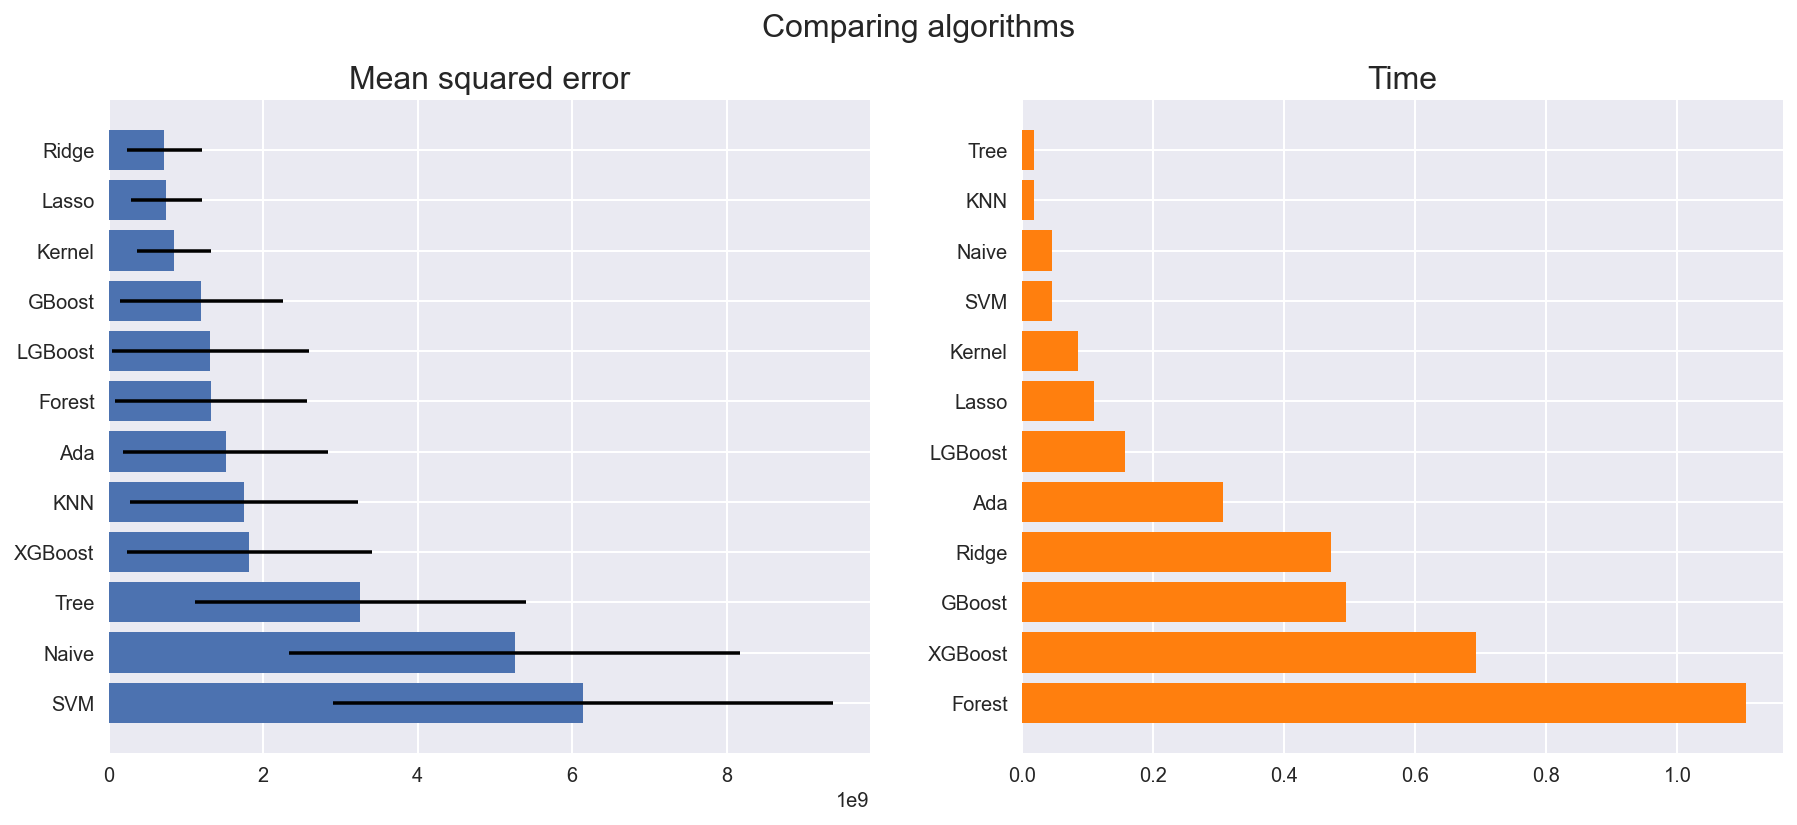 Comparing algorithms
Mean squared error
Ridge
Lasso
Kernel
GBoost
LGBoost
Forest
Ada
KNN
XGBoost
Tree
Naive
SVM
0 2 4 6 8
1e9
Time
Tree
KNN
Naive
SVM
Kernel
Lasso
LGBoost
Ada
Ridge
GBoost
XGBoost
Forest
0.0 0.2 0.4 0.6 0.8 1.0